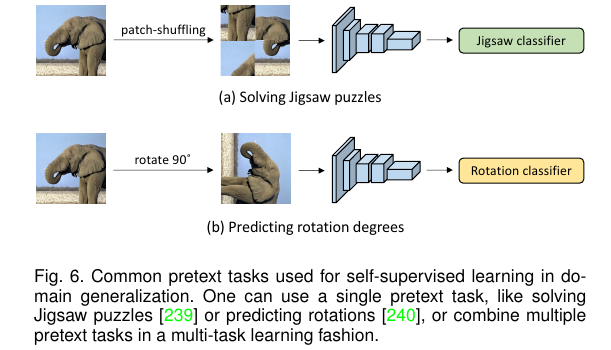 patch-shuffling
Jigsaw classifier
(a) Solving Jigsaw puzzles
rotate 90˚
Rotation classifier
(b) Predicting rotation degrees
Fig. 6. Common pretext tasks used for self-supervised learning in do-
main generalization. One can use a single pretext task, like solving
Jigsaw puzzles [239] or predicting rotations [240], or combine multiple
pretext tasks in a multi-task learning fashion.